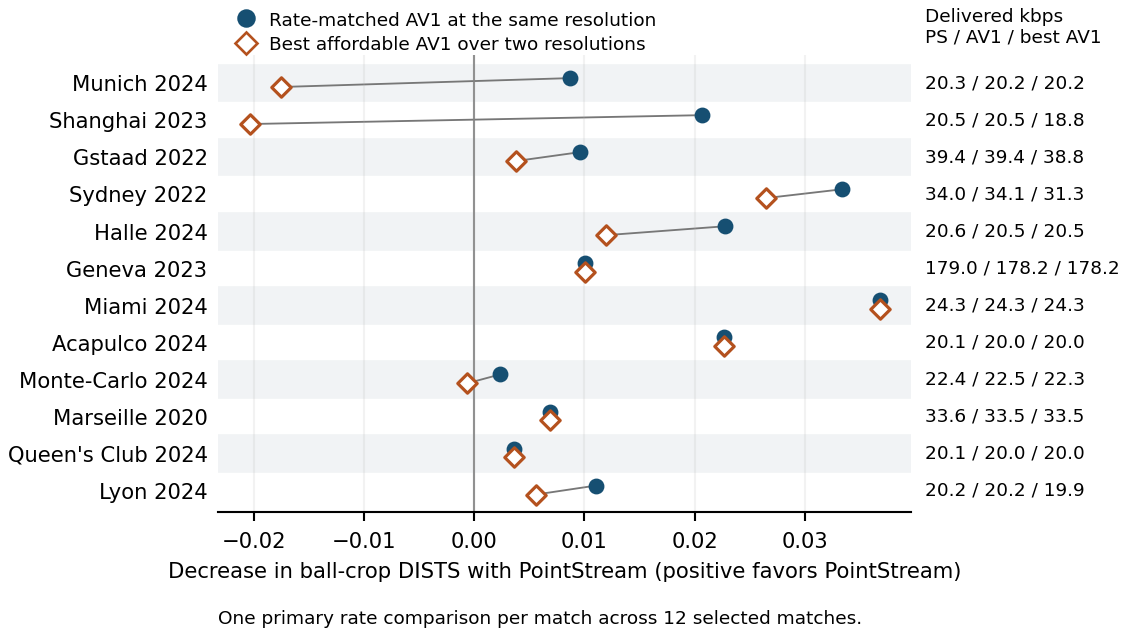 Rate-matched AV1 at the same resolution
Best affordable AV1 over two resolutions
Delivered kbps
PS / AV1 / best AV1
Munich 2024 20.3 / 20.2 / 20.2
Shanghai 2023 20.5 / 20.5 / 18.8
Gstaad 2022 39.4 / 39.4 / 38.8
Sydney 2022 34.0 / 34.1 / 31.3
Halle 2024 20.6 / 20.5 / 20.5
Geneva 2023 179.0 / 178.2 / 178.2
Miami 2024 24.3 / 24.3 / 24.3
Acapulco 2024 20.1 / 20.0 / 20.0
Monte-Carlo 2024 22.4 / 22.5 / 22.3
Marseille 2020 33.6 / 33.5 / 33.5
Queen's Club 2024 20.1 / 20.0 / 20.0
Lyon 2024 20.2 / 20.2 / 19.9
−0.02 −0.01 0.00 0.01 0.02 0.03
Decrease in ball-crop DISTS with PointStream (positive favors PointStream)
One primary rate comparison per match across 12 selected matches.